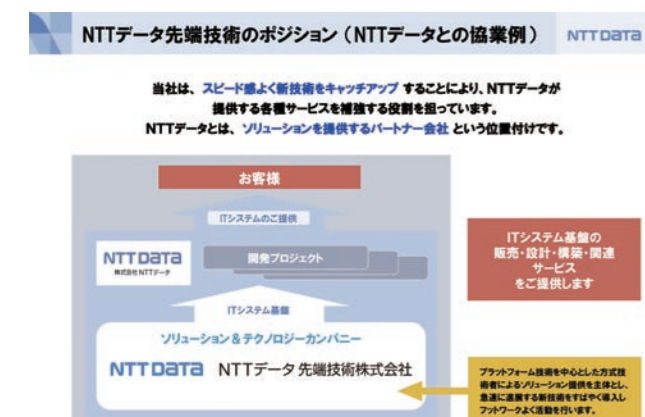 NTTデータ先端技術のポジション（NTTデータとの協業例）
NTT DATA
当社は、スピード感よく新技術をキャッチアップ することにより、NTTデータが
提供する各種サービスを補強する役割を担っています。
NTTデータとは、ソリューションを提供するパートナー会社 という位置付けです。
お客様
ITシステムのご提供
NTT DATA
株式会社NTTデータ
開発プロジェクト
ITシステム基盤の
販売・設計・構築・関連
サービス
をご提供します
ITシステム基盤
ソリューション＆テクノロジーカンパニー
NTT DATA NTTデータ先端技術株式会社
プラットフォーム技術を中心とした方式技
術者によるソリューション提供を主体とし、
急速に進展する新技術をすばやく導入し
フットワークよく活動を行います。